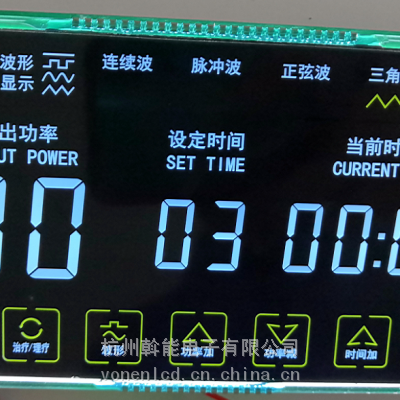 波形 连续波 脉冲波 正弦波 三角
显示
出功率 设定时间 当前时
UT POWER SET TIME CURRENT
0 03 00:
治疗/理疗 波形 功率加 功率减 时间加
杭州斡能电子有限公司
yonenlcd.cn.china.cn